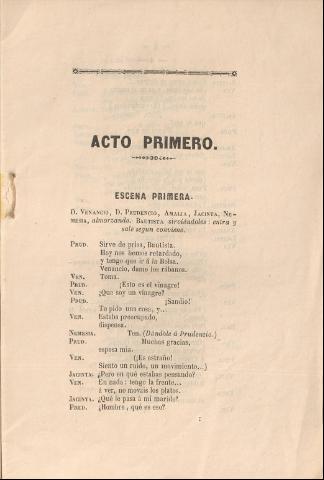 ACTO PRIMERO.
ESCENA PRIMERA.
D. VENANCIO, D. PRUDENCIO, AMALIA, JACINTA, NE-
MESIA, almorzando. BAUTISTA sirviéndoles: entra y
sale segun conviene.
PRUD. Sirve de prisa, Bautista.
Hoy nos hemos retardado,
y tengo que ir á la Bolsa.
Venancio, dame los rábanos.
VEN. Toma.
PRUD. ¡Esto es el vinagre!
VEN. ¿Que soy un vinagre?
PRUD. ¡Sandio!
Te pido una cosa, y...
VEN. Estaba preocupado,
dispensa.
NEMESIA. Ten. (Dándole á Prudencio.)
PRUD. Muchas gracias,
esposa mia.
VEN. (¡Es estraño!
Siento un ruido, un movimiento...)
JACINTA. ¿Pero en qué estabas pensando?
VEN. En nada: tengo la frente...
á ver, no movais los platos.
JACINTA. ¿Qué le pasa á mi marido?
PRUD. ¿Hombre, qué es eso?